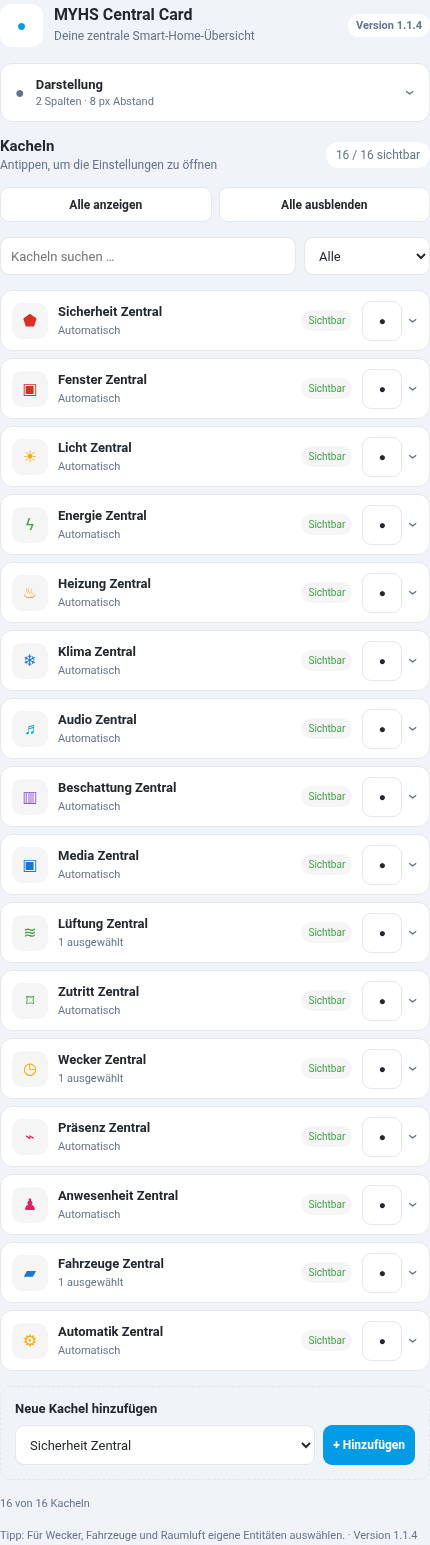 MYHS Central Card
Deine zentrale Smart-Home-Übersicht
Version 1.1.4
Darstellung
2 Spalten · 8 px Abstand
Kacheln
Antippen, um die Einstellungen zu öffnen
16 / 16 sichtbar
Alle anzeigen
Alle ausblenden
Kacheln suchen ...
Alle
Sicherheit Zentral
Automatisch
Sichtbar
Fenster Zentral
Automatisch
Sichtbar
Licht Zentral
Automatisch
Sichtbar
Energie Zentral
Automatisch
Sichtbar
Heizung Zentral
Automatisch
Sichtbar
Klima Zentral
Automatisch
Sichtbar
Audio Zentral
Automatisch
Sichtbar
Beschattung Zentral
Automatisch
Sichtbar
Media Zentral
Automatisch
Sichtbar
Lüftung Zentral
1 ausgewählt
Sichtbar
Zutritt Zentral
Automatisch
Sichtbar
Wecker Zentral
1 ausgewählt
Sichtbar
Präsenz Zentral
Automatisch
Sichtbar
Anwesenheit Zentral
Automatisch
Sichtbar
Fahrzeuge Zentral
1 ausgewählt
Sichtbar
Automatik Zentral
Automatisch
Sichtbar
Neue Kachel hinzufügen
Sicherheit Zentral
+ Hinzufügen
16 von 16 Kacheln
Tipp: Für Wecker, Fahrzeuge und Raumluft eigene Entitäten auswählen. · Version 1.1.4